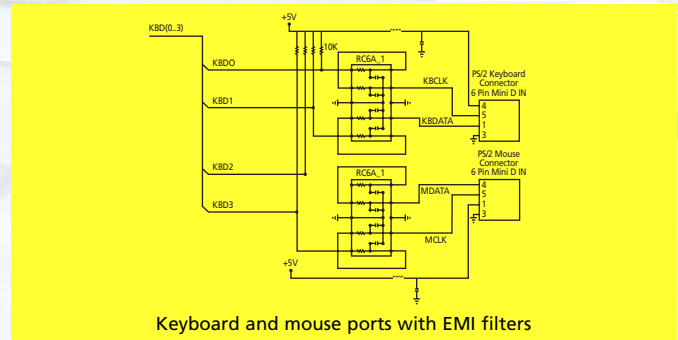 +5V
KBD(0..3)
10K
RC6A_1
KBDO
KBCLK
PS/2 Keyboard
Connector
6 Pin Mini D IN
4
5
1
3
KBD1
KBDATA
PS/2 Mouse
Connector
6 Pin Mini D IN
KBD2
RC6A_1
MDATA
4
5
1
3
KBD3
MCLK
+5V
Keyboard and mouse ports with EMI filters